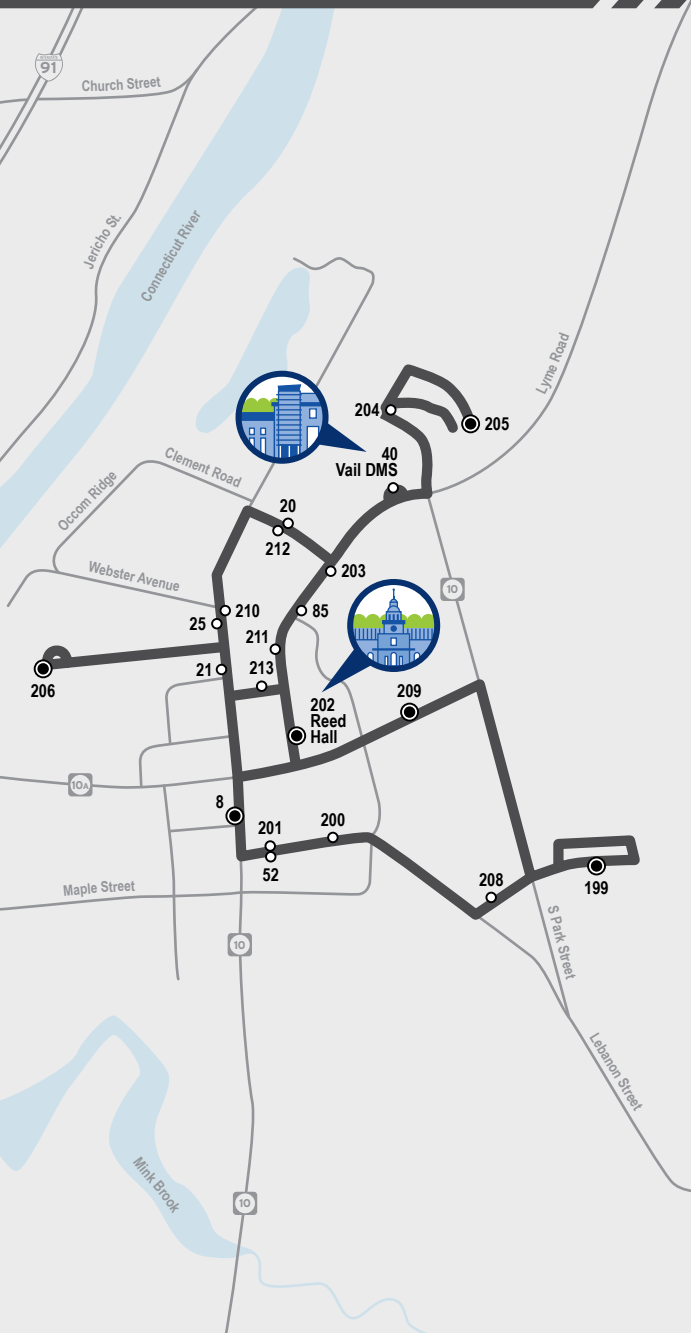 INTERSTATE
91
Church Street
Jericho St.
Connecticut River
Lyme Road
204
205
40
Vail DMS
Clement Road
Occom Ridge
20
212
Webster Avenue
203
10
210
85
25
211
21
213
206
202
Reed
Hall
209
10A
8
201
200
52
208
199
Maple Street
S Park Street
10
Lebanon Street
Mink Brook
10